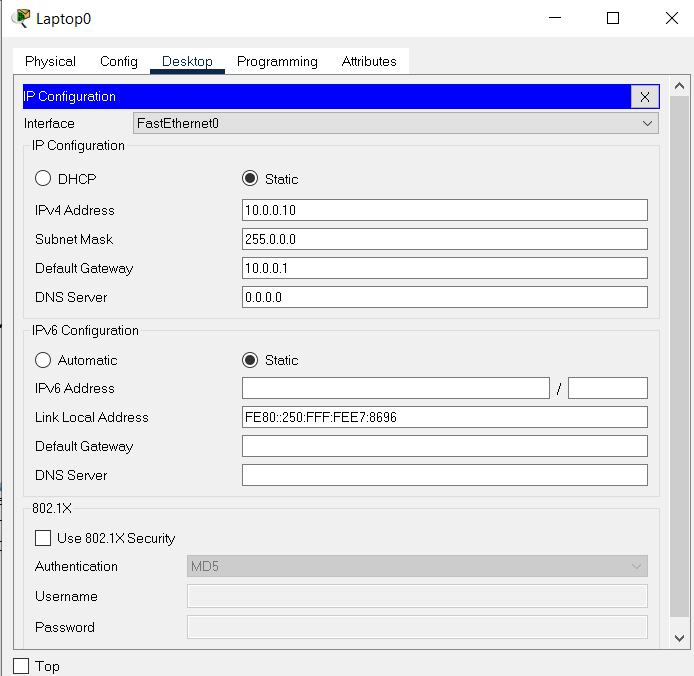 Laptop0
Physical Config Desktop Programming Attributes
IP Configuration X
Interface FastEthernet0
IP Configuration
DHCP Static
IPv4 Address 10.0.0.10
Subnet Mask 255.0.0.0
Default Gateway 10.0.0.1
DNS Server 0.0.0.0
IPv6 Configuration
Automatic Static
IPv6 Address /
Link Local Address FE80::250:FFF:FEE7:8696
Default Gateway
DNS Server
802.1X
Use 802.1X Security
Authentication MD5
Username
Password
Top